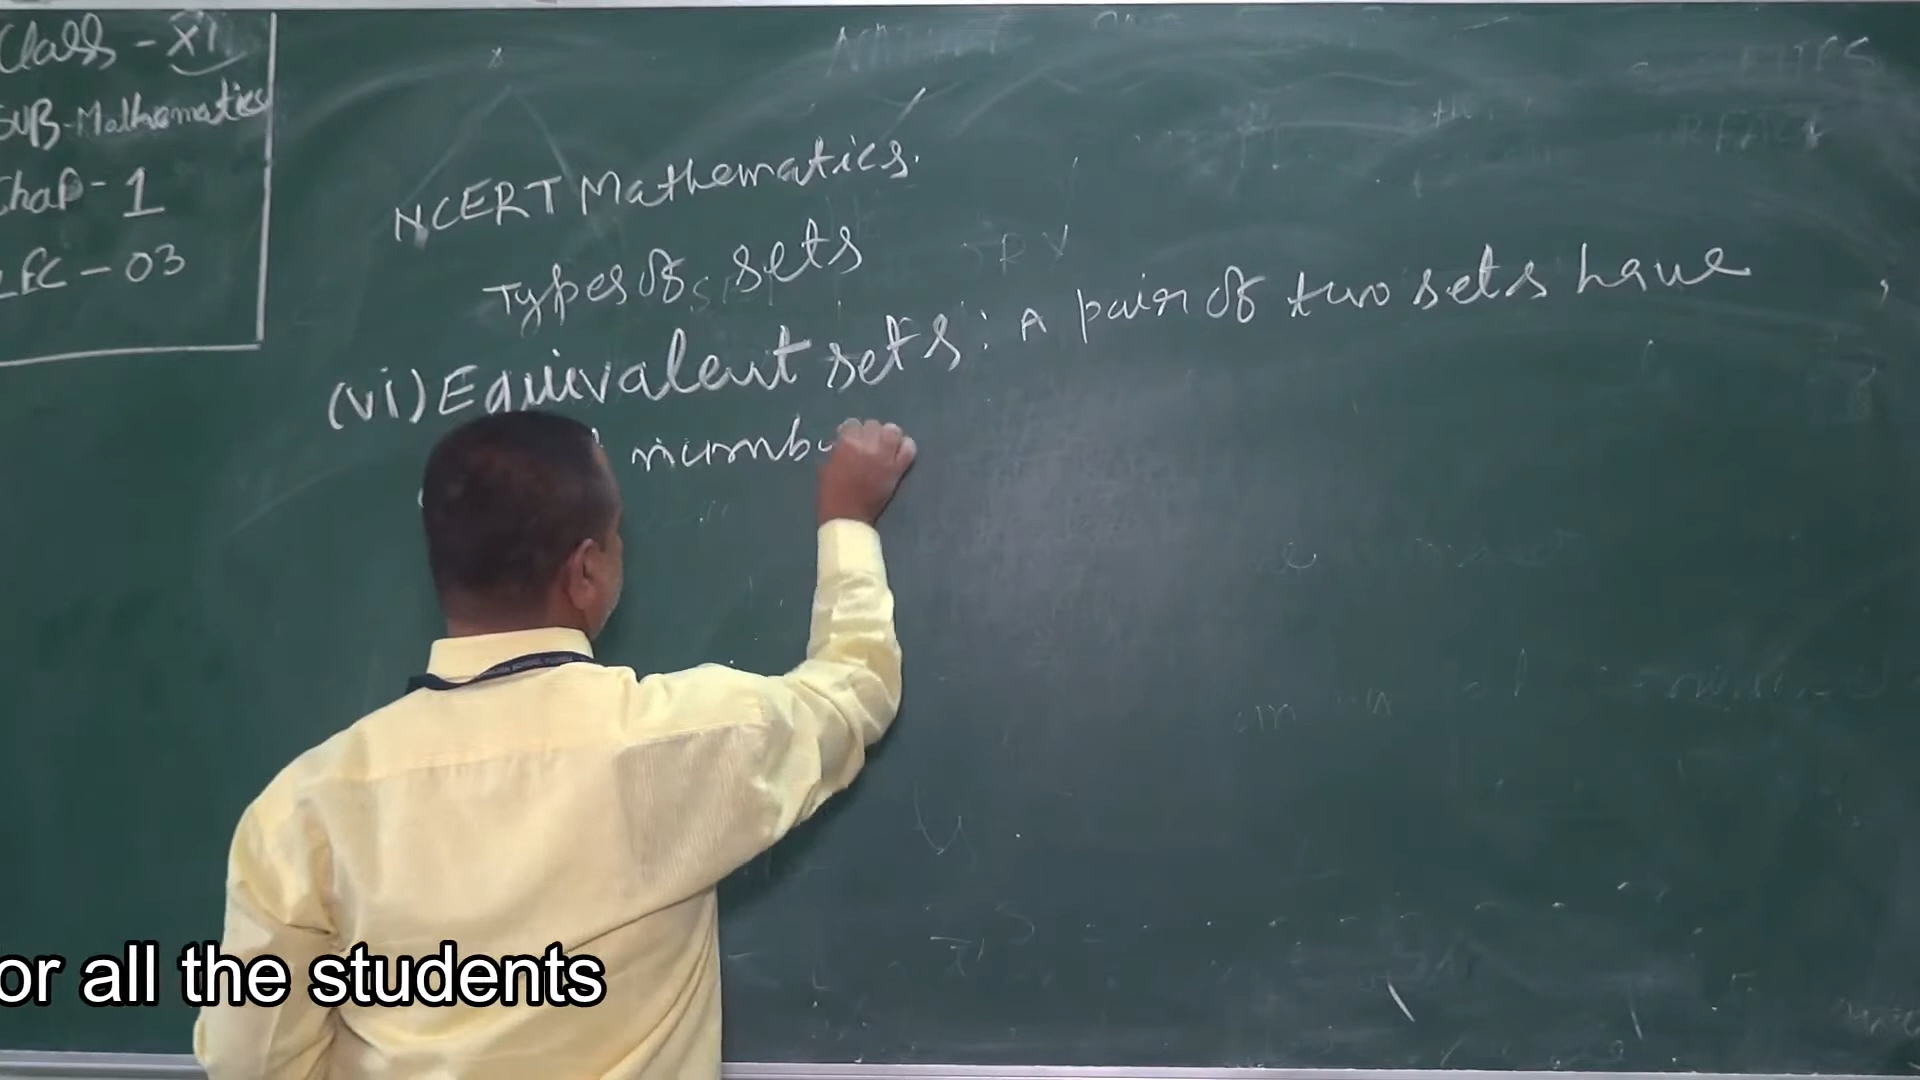 Class - XI
SUB-Mathematics
Chap - 1
LEC - 03
NCERT Mathematics.
Types of sets
(vi) Equivalent sets: A pair of two sets have
numb
or all the students